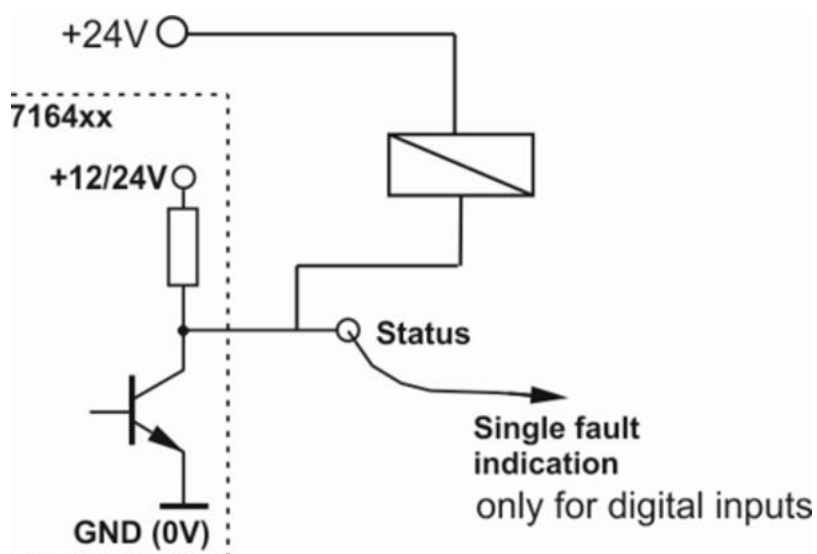 +24V
7164xx
+12/24V
Status
Single fault
indication
only for digital inputs
GND (0V)